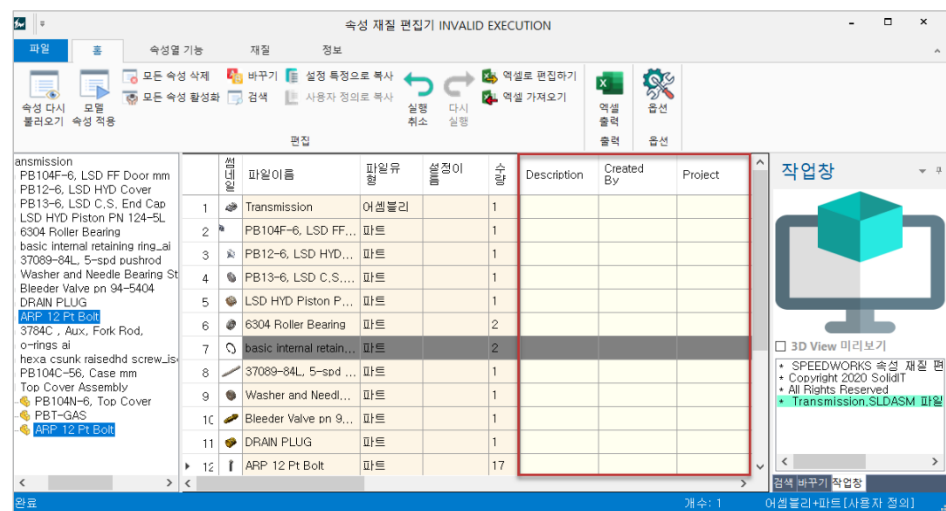 속성 재질 편집기 INVALID EXECUTION
파일 홈 속성열 기능 재질 정보
속성 다시 불러오기
모델 속성 적용
모든 속성 삭제
모든 속성 활성화
바꾸기
검색
설정 특정으로 복사
사용자 정의로 복사
실행 취소
다시 실행
엑셀로 편집하기
엑셀 가져오기
엑셀 출력
옵션
편집 출력 옵션
ansmission
PB104F-6, LSD FF Door mm
PB12-6, LSD HYD Cover
PB13-6, LSD C,S, End Cap
LSD HYD Piston PN 124-5L
6304 Roller Bearing
basic internal retaining ring_ai
37089-84L, 5-spd pushrod
Washer and Needle Bearing St
Bleeder Valve pn 94-5404
DRAIN PLUG
ARP 12 Pt Bolt
3784C , Aux, Fork Rod,
o-rings ai
hexa csunk raisedhd screw_is
PB104C-56, Case mm
Top Cover Assembly
PB104N-6, Top Cover
PBT-GAS
ARP 12 Pt Bolt
썸네일 파일이름 파일유형 설정이름 수량 Description Created By Project
1 Transmission 어셈블리 1
2 PB104F-6, LSD FF... 파트 1
3 PB12-6, LSD HYD... 파트 1
4 PB13-6, LSD C,S,... 파트 1
5 LSD HYD Piston P... 파트 1
6 6304 Roller Bearing 파트 2
7 basic internal retain... 파트 2
8 37089-84L, 5-spd ... 파트 1
9 Washer and Needl... 파트 1
10 Bleeder Valve pn 9... 파트 1
11 DRAIN PLUG 파트 1
12 ARP 12 Pt Bolt 파트 17
작업창
3D View 미리보기
* SPEEDWORKS 속성 재질 편
* Copyright 2020 SolidIT
* All Rights Reserved
* Transmission,SLDASM 파일
검색 바꾸기 작업창
완료 개수: 1 어셈블리+파트[사용자 정의]